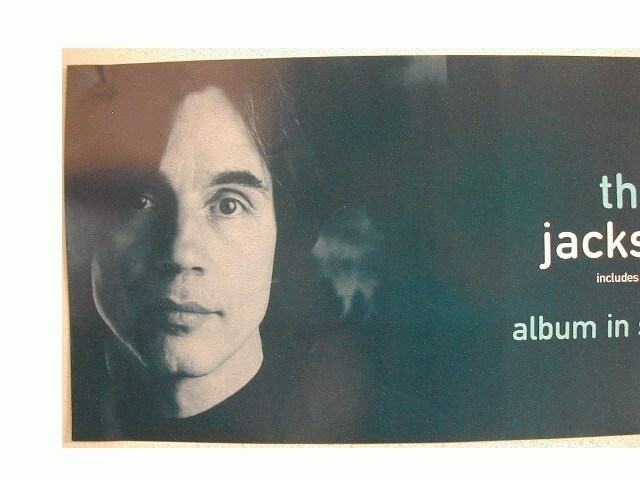 th
jacks
includes
album in s